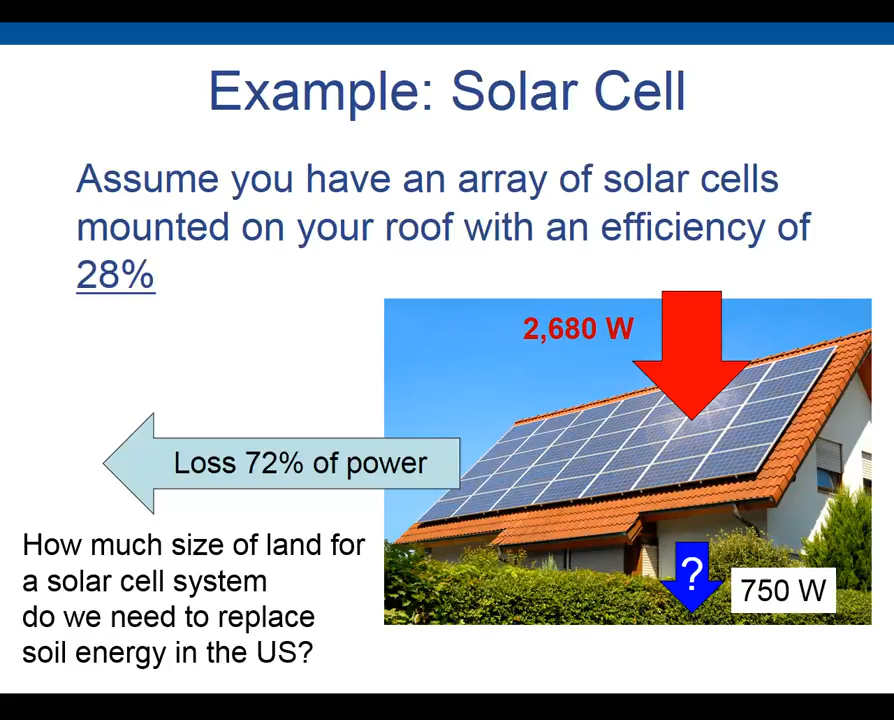 Example: Solar Cell
Assume you have an array of solar cells
mounted on your roof with an efficiency of
28%
2,680 W
Loss 72% of power
How much size of land for
a solar cell system
do we need to replace
soil energy in the US?
?
750 W